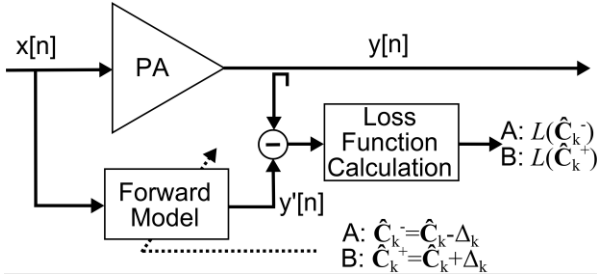 x[n]
PA
y[n]
Loss
Function
Calculation
A: L(Ĉₖ⁻)
B: L(Ĉₖ⁺)
−
Forward
Model
y'[n]
A: Ĉₖ⁻=Ĉₖ-Δₖ
B: Ĉₖ⁺=Ĉₖ+Δₖ